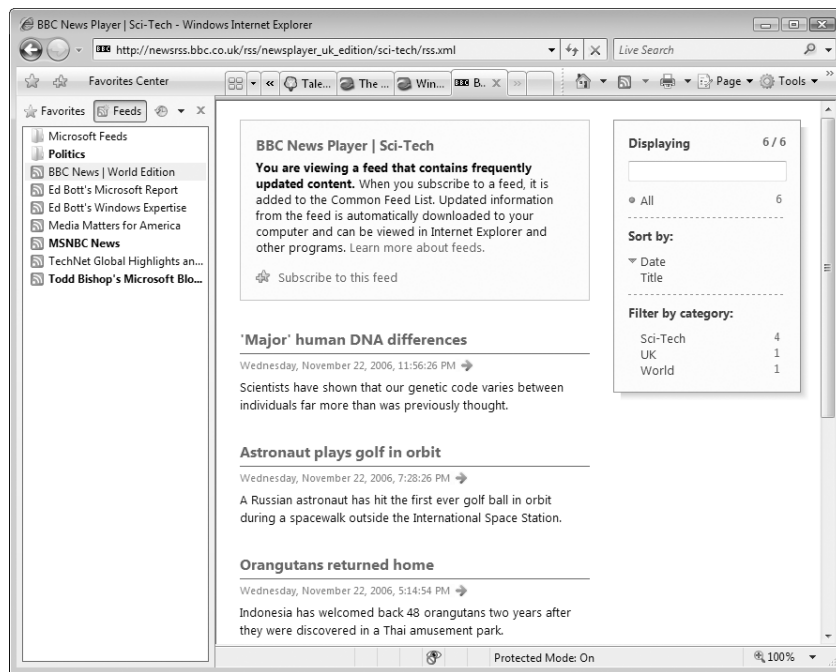 BBC News Player | Sci-Tech - Windows Internet Explorer
BBC http://newsrss.bbc.co.uk/rss/newsplayer_uk_edition/sci-tech/rss.xml
Live Search
Favorites Center
« Tale... The ... Win... BBC B.. X »
Page Tools »
Favorites Feeds
Microsoft Feeds
Politics
BBC News | World Edition
Ed Bott's Microsoft Report
Ed Bott's Windows Expertise
Media Matters for America
MSNBC News
TechNet Global Highlights an...
Todd Bishop's Microsoft Blo...
BBC News Player | Sci-Tech
You are viewing a feed that contains frequently
updated content. When you subscribe to a feed, it is
added to the Common Feed List. Updated information
from the feed is automatically downloaded to your
computer and can be viewed in Internet Explorer and
other programs. Learn more about feeds.
Subscribe to this feed
'Major' human DNA differences
Wednesday, November 22, 2006, 11:56:26 PM
Scientists have shown that our genetic code varies between
individuals far more than was previously thought.
Astronaut plays golf in orbit
Wednesday, November 22, 2006, 7:28:26 PM
A Russian astronaut has hit the first ever golf ball in orbit
during a spacewalk outside the International Space Station.
Orangutans returned home
Wednesday, November 22, 2006, 5:14:54 PM
Indonesia has welcomed back 48 orangutans two years after
they were discovered in a Thai amusement park.
Displaying 6 / 6
All 6
Sort by:
Date
Title
Filter by category:
Sci-Tech 4
UK 1
World 1
Protected Mode: On
100%